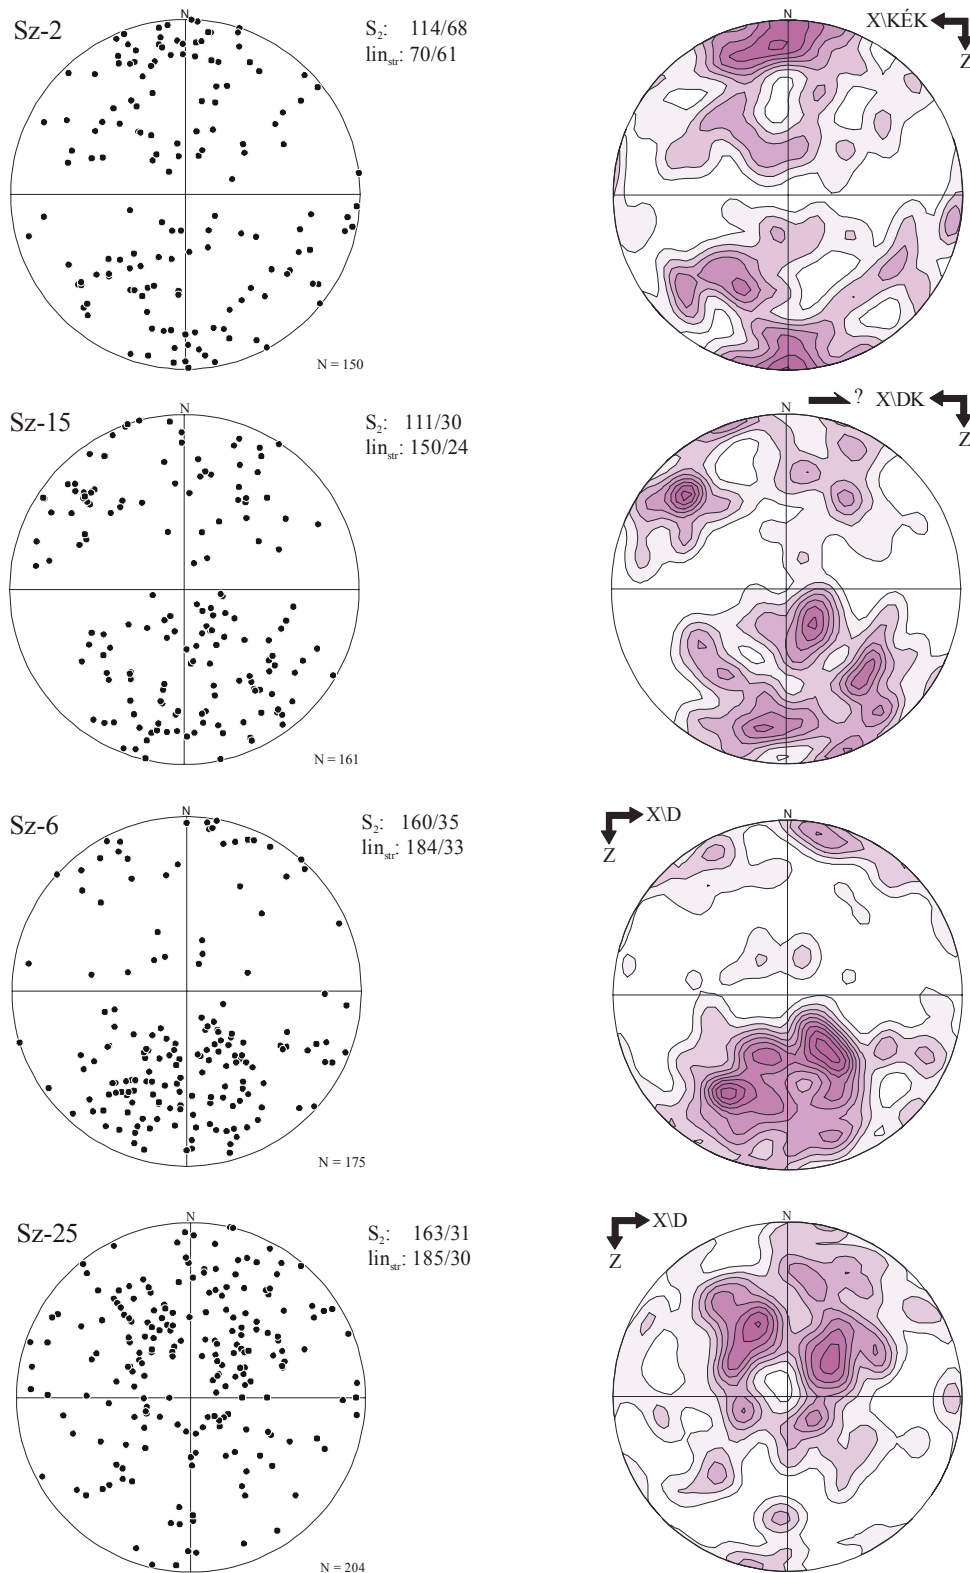 Sz-2
N
S2: 114/68
linstr: 70/61
N = 150
X\KÉK
Z
Sz-15
N
S2: 111/30
linstr: 150/24
N = 161
? X\DK
N
Z
Sz-6
N
S2: 160/35
linstr: 184/33
N = 175
X\D
Z
N
Sz-25
N
S2: 163/31
linstr: 185/30
N = 204
X\D
Z
N
N